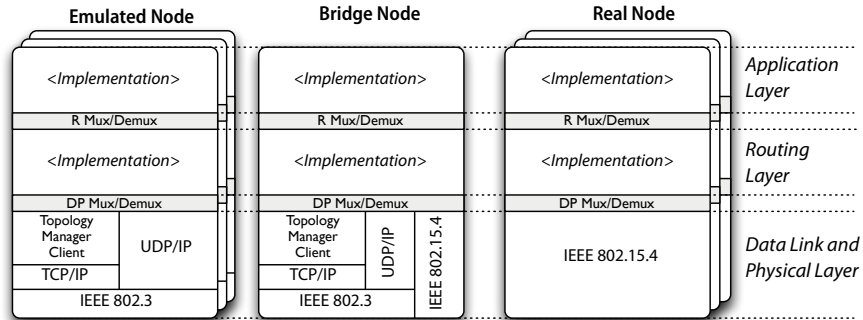 Emulated Node
Bridge Node
Real Node
<Implementation>
<Implementation>
<Implementation>
Application
Layer
R Mux/Demux
R Mux/Demux
R Mux/Demux
<Implementation>
<Implementation>
<Implementation>
Routing
Layer
DP Mux/Demux
DP Mux/Demux
DP Mux/Demux
Topology
Manager
Client
UDP/IP
TCP/IP
IEEE 802.3
Topology
Manager
Client
UDP/IP
TCP/IP
IEEE 802.3
IEEE 802.15.4
IEEE 802.15.4
Data Link and
Physical Layer